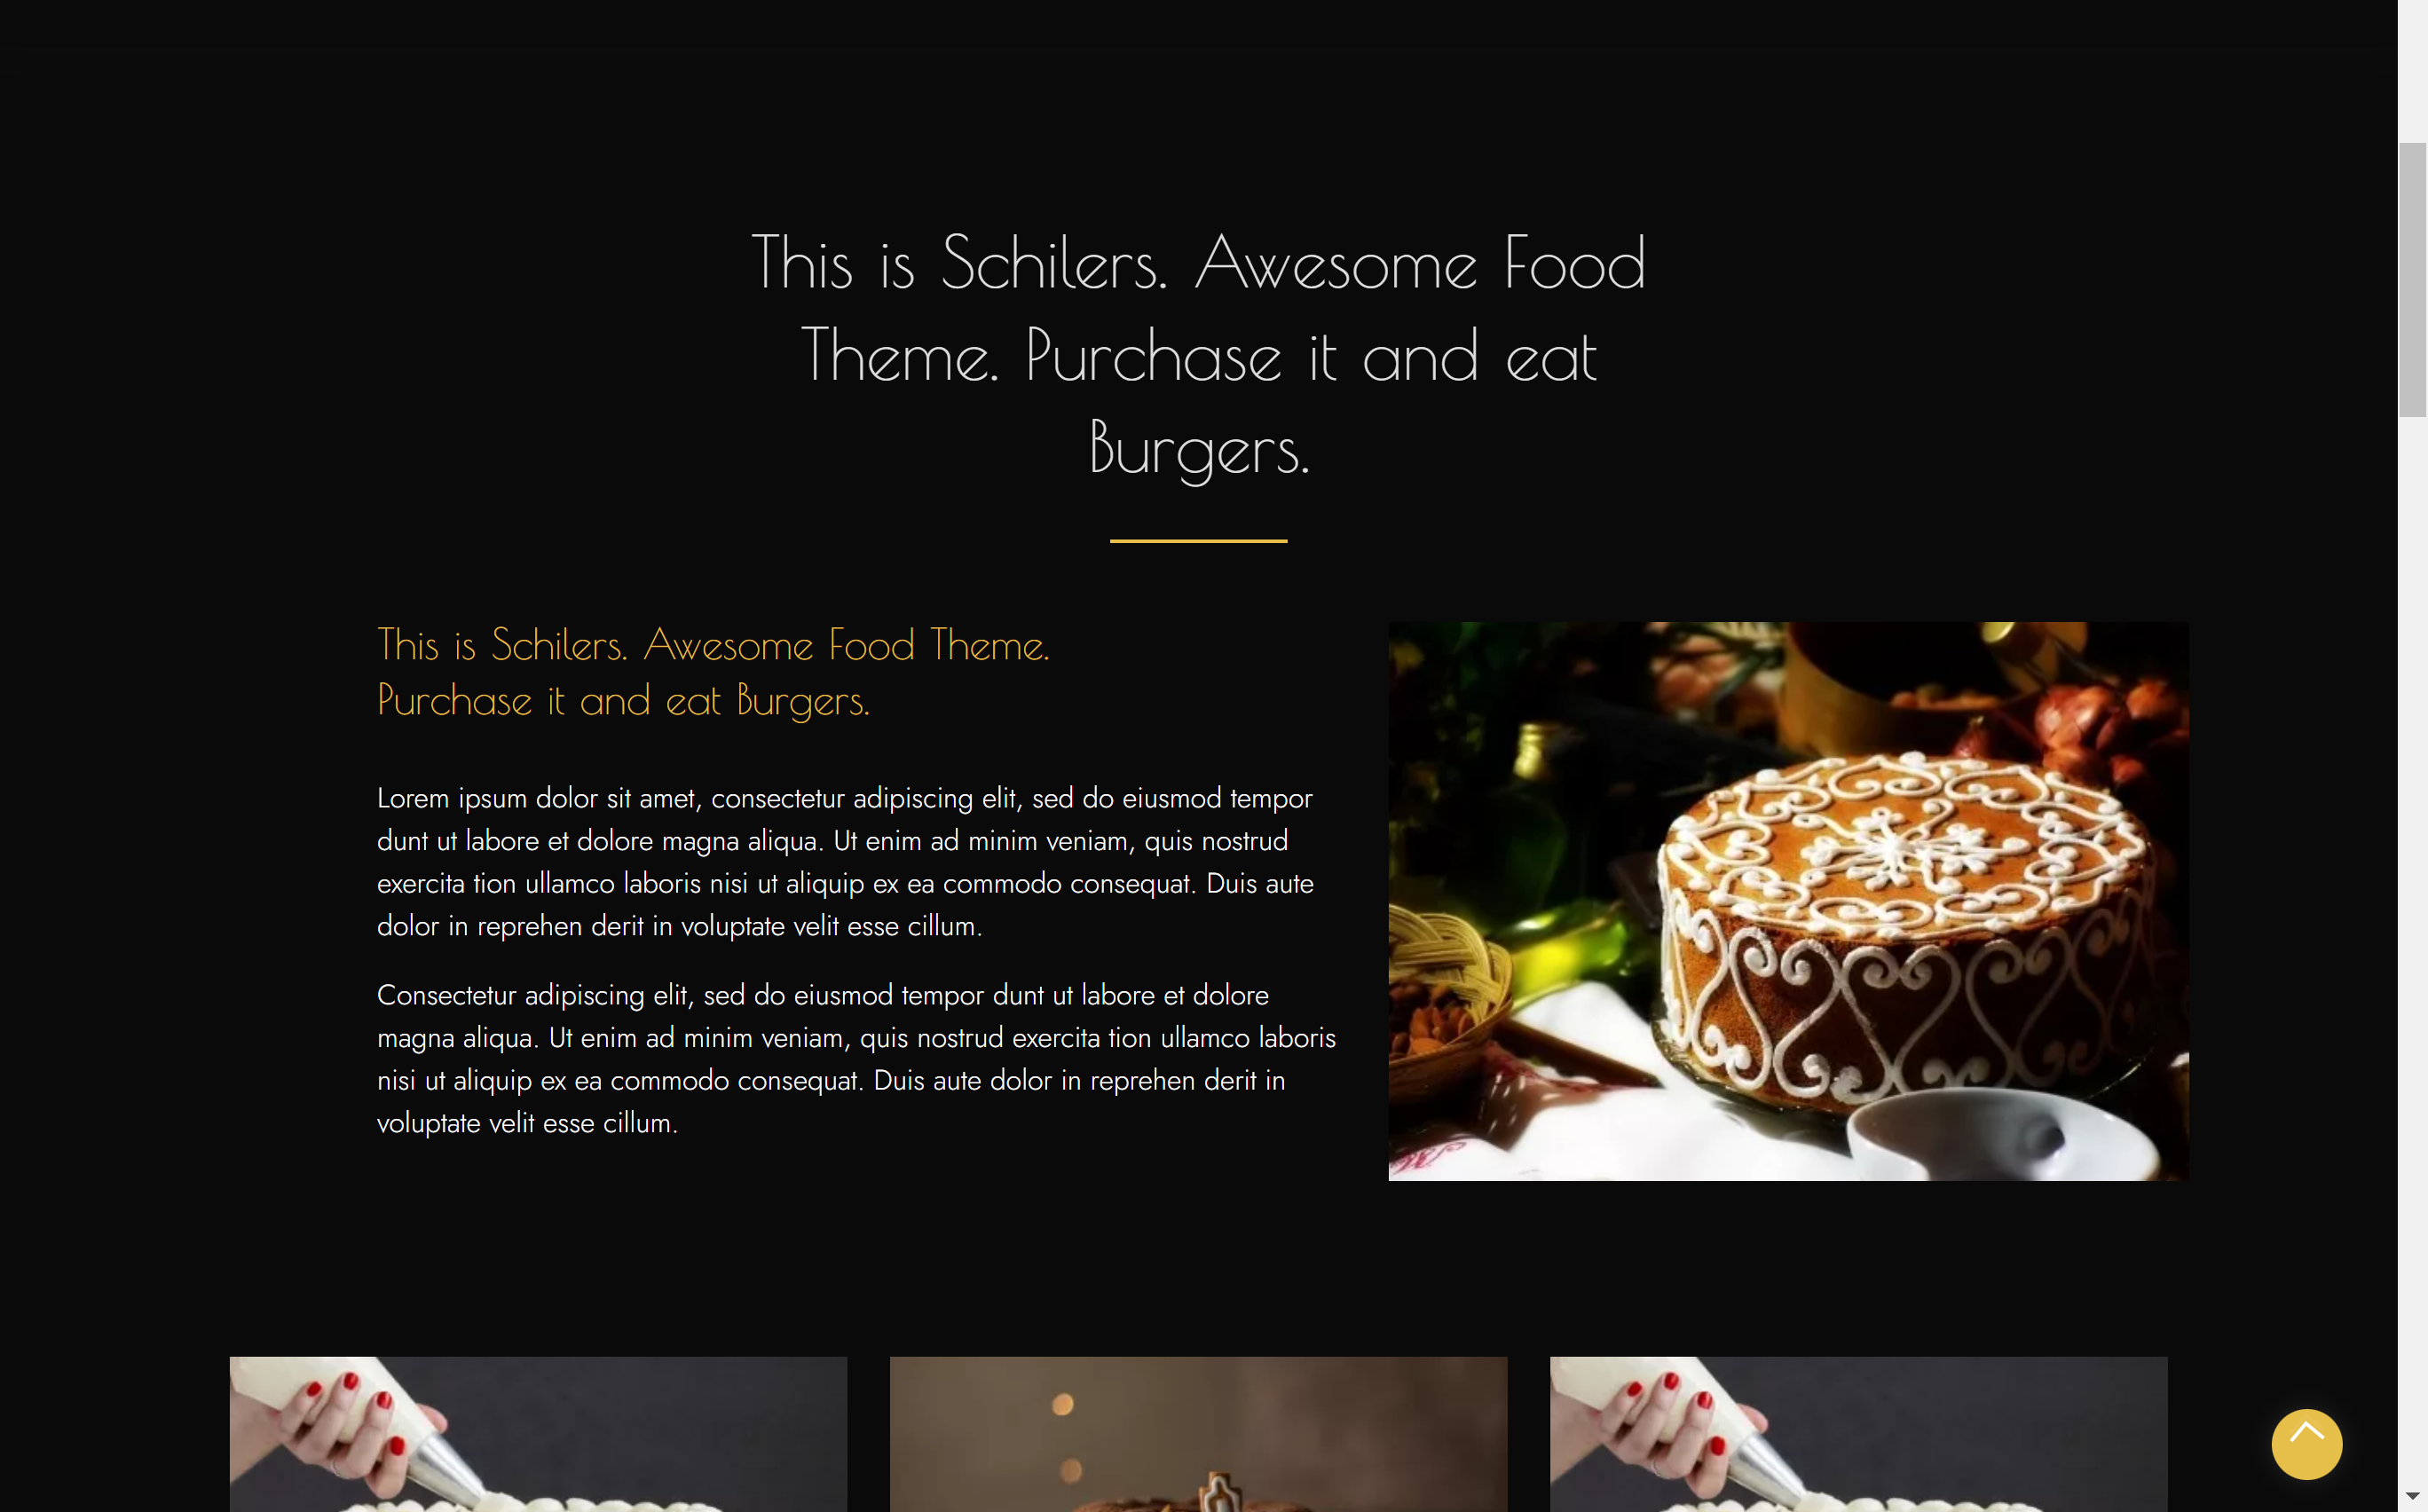 This is Schilers. Awesome Food
Theme. Purchase it and eat
Burgers.
This is Schilers. Awesome Food Theme.
Purchase it and eat Burgers.
Lorem ipsum dolor sit amet, consectetur adipiscing elit, sed do eiusmod tempor
dunt ut labore et dolore magna aliqua. Ut enim ad minim veniam, quis nostrud
exercita tion ullamco laboris nisi ut aliquip ex ea commodo consequat. Duis aute
dolor in reprehen derit in voluptate velit esse cillum.
Consectetur adipiscing elit, sed do eiusmod tempor dunt ut labore et dolore
magna aliqua. Ut enim ad minim veniam, quis nostrud exercita tion ullamco laboris
nisi ut aliquip ex ea commodo consequat. Duis aute dolor in reprehen derit in
voluptate velit esse cillum.